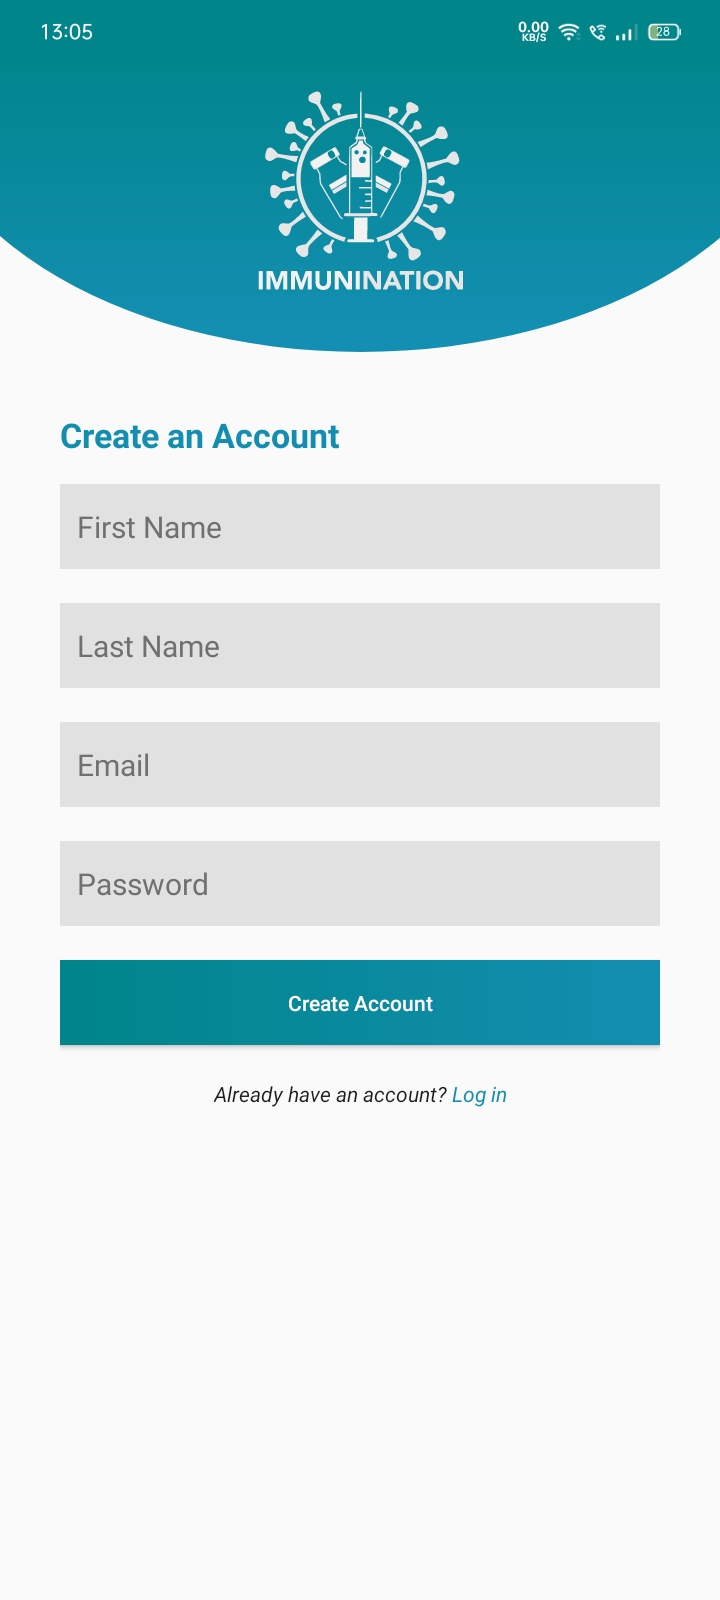 13:05
0.00
KB/S
28
IMMUNINATION
Create an Account
First Name
Last Name
Email
Password
Create Account
Already have an account? Log in